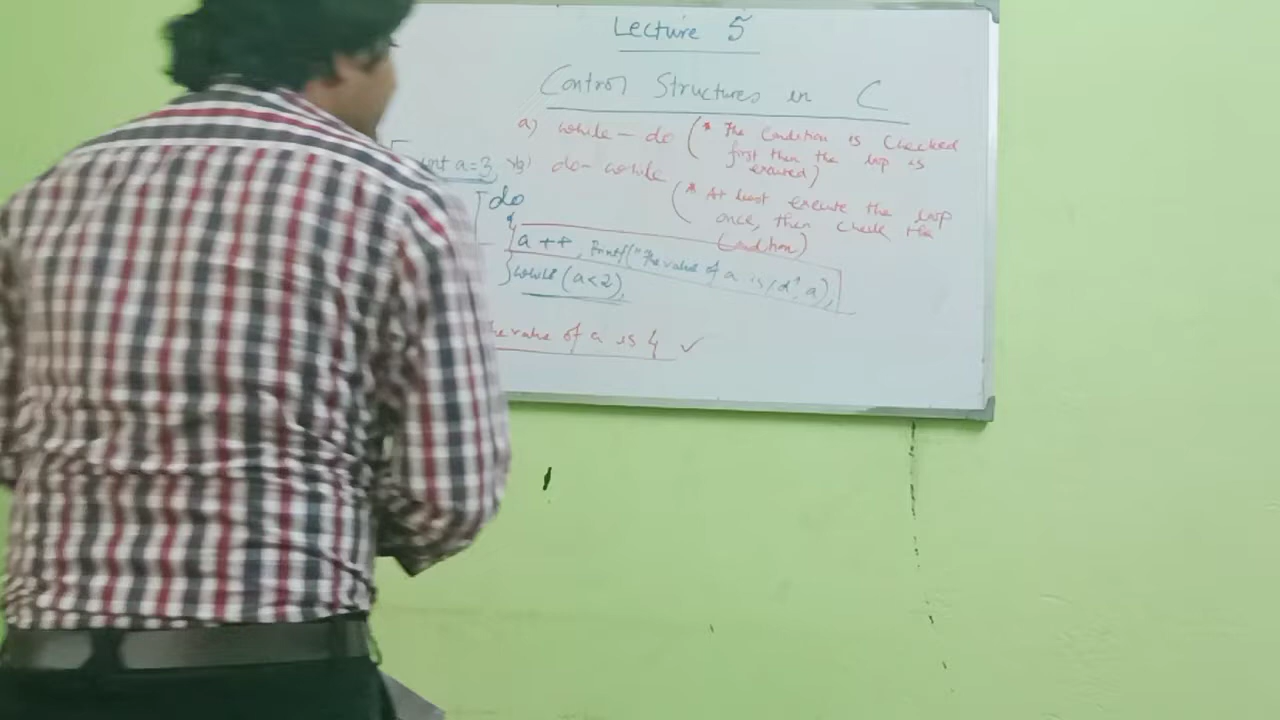 Lecture 5
Control Structures in C
a) while - do (* The Condition is Checked
first then the loop is
exucted)
int a=3, b) do- while
(* At least execute the loop
once, then check the
Condition)
do
{
a ++, Printf("The value of a is %d", a),
} while (a<2),
he value of a is 4 ✓